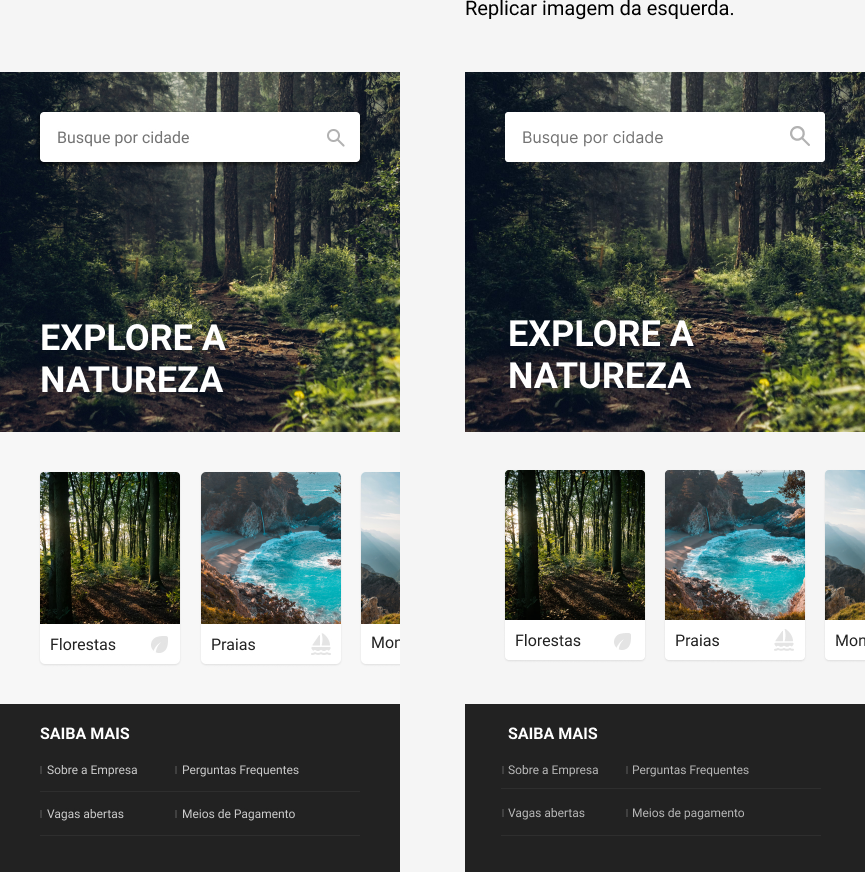 Replicar imagem da esquerda.
Busque por cidade
EXPLORE A
NATUREZA
Florestas
Praias
Mon
SAIBA MAIS
Sobre a Empresa
Perguntas Frequentes
Vagas abertas
Meios de Pagamento
Busque por cidade
EXPLORE A
NATUREZA
Florestas
Praias
Mon
SAIBA MAIS
Sobre a Empresa
Perguntas Frequentes
Vagas abertas
Meios de pagamento